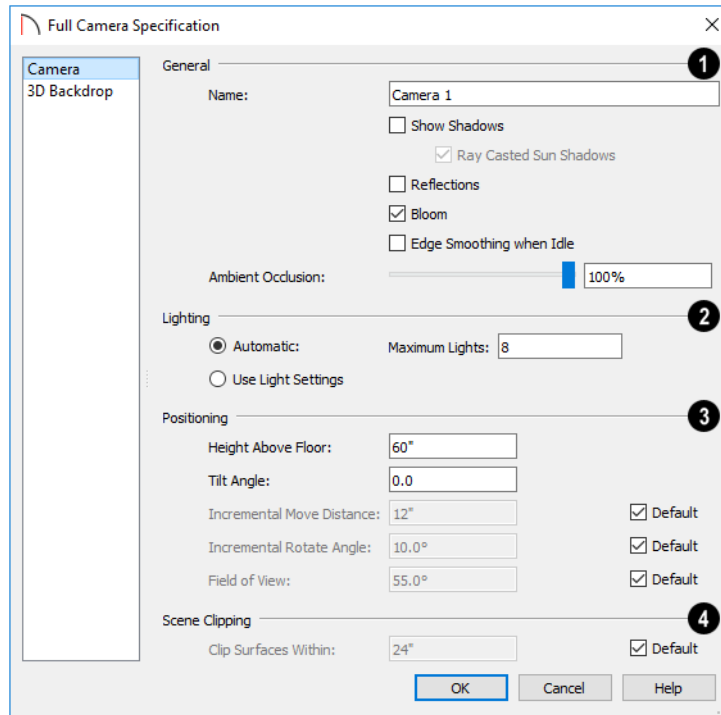 Full Camera Specification
Camera
3D Backdrop
General 1
Name: Camera 1
Show Shadows
Ray Casted Sun Shadows
Reflections
Bloom
Edge Smoothing when Idle
Ambient Occlusion: 100%
Lighting 2
Automatic: Maximum Lights: 8
Use Light Settings
Positioning 3
Height Above Floor: 60"
Tilt Angle: 0.0
Incremental Move Distance: 12" Default
Incremental Rotate Angle: 10.0° Default
Field of View: 55.0° Default
Scene Clipping 4
Clip Surfaces Within: 24" Default
OK Cancel Help